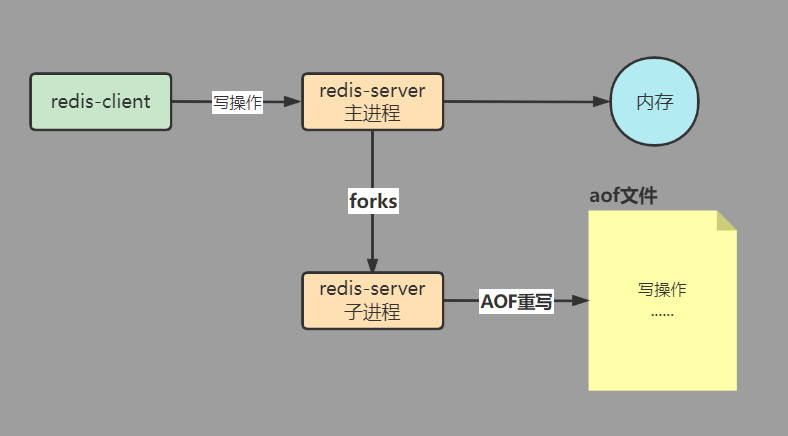 redis-client
写操作
redis-server
主进程
内存
forks
aof文件
redis-server
子进程
AOF重写
写操作
......